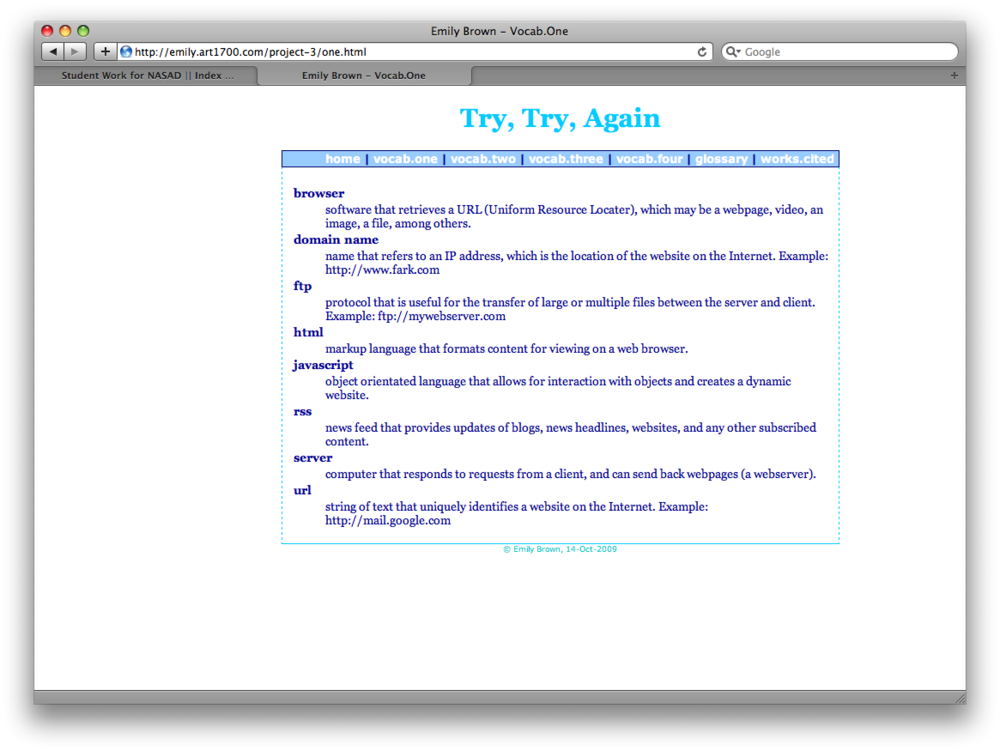 Emily Brown – Vocab.One
http://emily.art1700.com/project-3/one.html
Google
Student Work for NASAD || Index ...
Emily Brown – Vocab.One
Try, Try, Again
home | vocab.one | vocab.two | vocab.three | vocab.four | glossary | works.cited
browser
software that retrieves a URL (Uniform Resource Locater), which may be a webpage, video, an
image, a file, among others.
domain name
name that refers to an IP address, which is the location of the website on the Internet. Example:
http://www.fark.com
ftp
protocol that is useful for the transfer of large or multiple files between the server and client.
Example: ftp://mywebserver.com
html
markup language that formats content for viewing on a web browser.
javascript
object orientated language that allows for interaction with objects and creates a dynamic
website.
rss
news feed that provides updates of blogs, news headlines, websites, and any other subscribed
content.
server
computer that responds to requests from a client, and can send back webpages (a webserver).
url
string of text that uniquely identifies a website on the Internet. Example:
http://mail.google.com
© Emily Brown, 14-Oct-2009